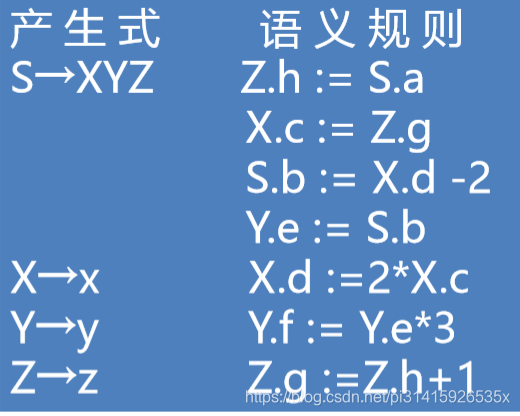 产生式 语义规则
S→XYZ Z.h := S.a
X.c := Z.g
S.b := X.d -2
Y.e := S.b
X→x X.d :=2*X.c
Y→y Y.f := Y.e*3
Z→z Z.g :=Z.h+1
https://blog.csdn.net/pi31415926535x